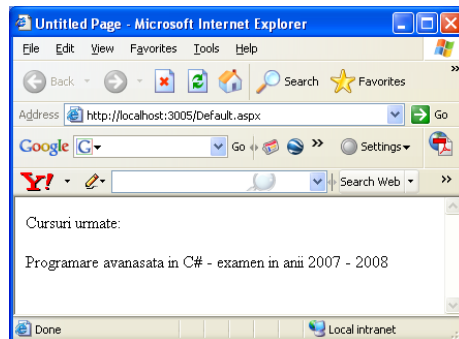 Untitled Page - Microsoft Internet Explorer
File Edit View Favorites Tools Help
Back Search Favorites »
Address http://localhost:3005/Default.aspx Go
Google G Go » Settings
Y! Search Web »
Cursuri urmate:
Programare avanasata in C# - examen in anii 2007 - 2008
Done Local intranet